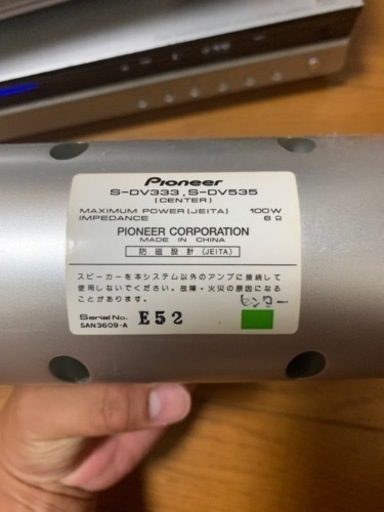 Pioneer
S-DV333, S-DV535
(CENTER)
MAXIMUM POWER (JEITA) 100W
IMPEDANCE 6Ω
PIONEER CORPORATION
MADE IN CHINA
防磁設計 (JEITA)
スピーカーを本システム以外のアンプに接続して
使用しないでください。故障・火災の原因になる
ことがあります。
センター
Serial No. E52
SAN3609-A